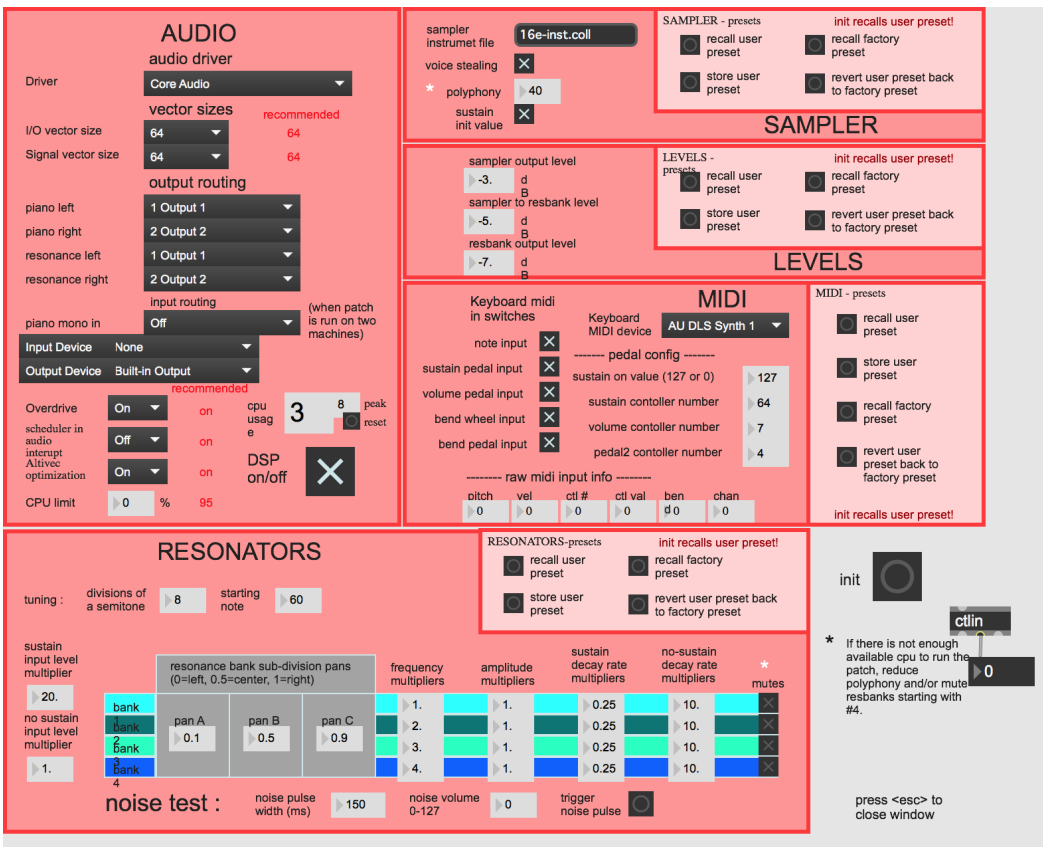 AUDIO
audio driver
Driver
Core Audio
vector sizes
recommended
I/O vector size
64
64
Signal vector size
64
64
output routing
piano left
1 Output 1
piano right
2 Output 2
resonance left
1 Output 1
resonance right
2 Output 2
input routing
piano mono in
Off
(when patch
is run on two
machines)
Input Device
None
Output Device
Built-in Output
recommended
Overdrive
On
on
scheduler in
audio
interupt
Off
on
Altivec
optimization
On
on
CPU limit
0
%
95
cpu
usag
e
3
8
peak
reset
DSP
on/off
sampler
instrumet file
16e-inst.coll
voice stealing
* polyphony
40
sustain
init value
SAMPLER - presets
init recalls user preset!
recall user
preset
recall factory
preset
store user
preset
revert user preset back
to factory preset
SAMPLER
sampler output level
-3.
d
B
sampler to resbank level
-5.
d
B
resbank output level
-7.
d
B
LEVELS -
presets
init recalls user preset!
recall user
preset
recall factory
preset
store user
preset
revert user preset back
to factory preset
LEVELS
Keyboard midi
in switches
note input
sustain pedal input
volume pedal input
bend wheel input
bend pedal input
MIDI
Keyboard
MIDI device
AU DLS Synth 1
------- pedal config -------
sustain on value (127 or 0)
127
sustain contoller number
64
volume contoller number
7
pedal2 contoller number
4
-------- raw midi input info --------
pitch
vel
ctl #
ctl val
ben
d
chan
0
0
0
0
0
0
MIDI - presets
recall user
preset
store user
preset
recall factory
preset
revert user
preset back to
factory preset
init recalls user preset!
RESONATORS
RESONATORS-presets
init recalls user preset!
recall user
preset
recall factory
preset
store user
preset
revert user preset back
to factory preset
tuning :
divisions of
a semitone
8
starting
note
60
sustain
input level
multiplier
20.
no sustain
input level
multiplier
1.
resonance bank sub-division pans
(0=left, 0.5=center, 1=right)
pan A
0.1
pan B
0.5
pan C
0.9
frequency
multipliers
amplitude
multipliers
sustain
decay rate
multipliers
no-sustain
decay rate
multipliers
*
mutes
bank
1
1.
1.
0.25
10.
bank
2
2.
1.
0.25
10.
bank
3
3.
1.
0.25
10.
bank
4
4.
1.
0.25
10.
noise test :
noise pulse
width (ms)
150
noise volume
0-127
0
trigger
noise pulse
init
ctlin
0
* If there is not enough
available cpu to run the
patch, reduce
polyphony and/or mute
resbanks starting with
#4.
press <esc> to
close window